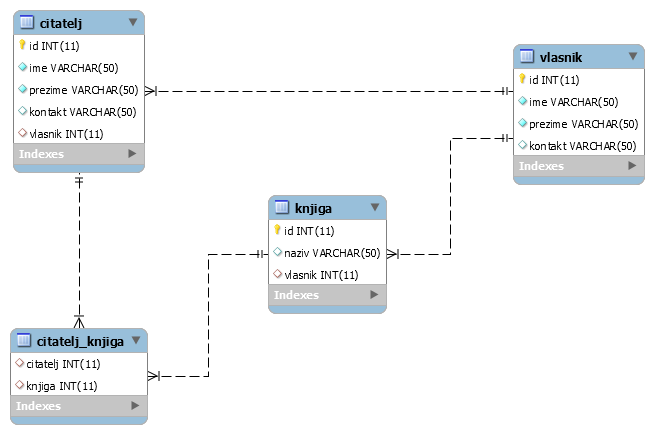 citatelj
id INT(11)
ime VARCHAR(50)
prezime VARCHAR(50)
kontakt VARCHAR(50)
vlasnik INT(11)
Indexes
vlasnik
id INT(11)
ime VARCHAR(50)
prezime VARCHAR(50)
kontakt VARCHAR(50)
Indexes
knjiga
id INT(11)
naziv VARCHAR(50)
vlasnik INT(11)
Indexes
citatelj_knjiga
citatelj INT(11)
knjiga INT(11)
Indexes